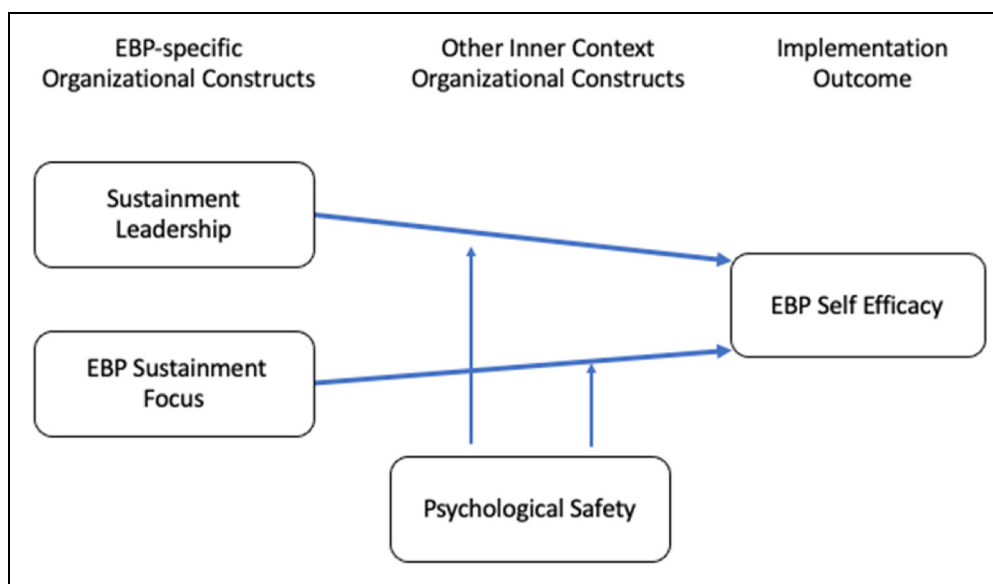 EBP-specific
Organizational Constructs
Other Inner Context
Organizational Constructs
Implementation
Outcome
Sustainment
Leadership
EBP Sustainment
Focus
EBP Self Efficacy
Psychological Safety